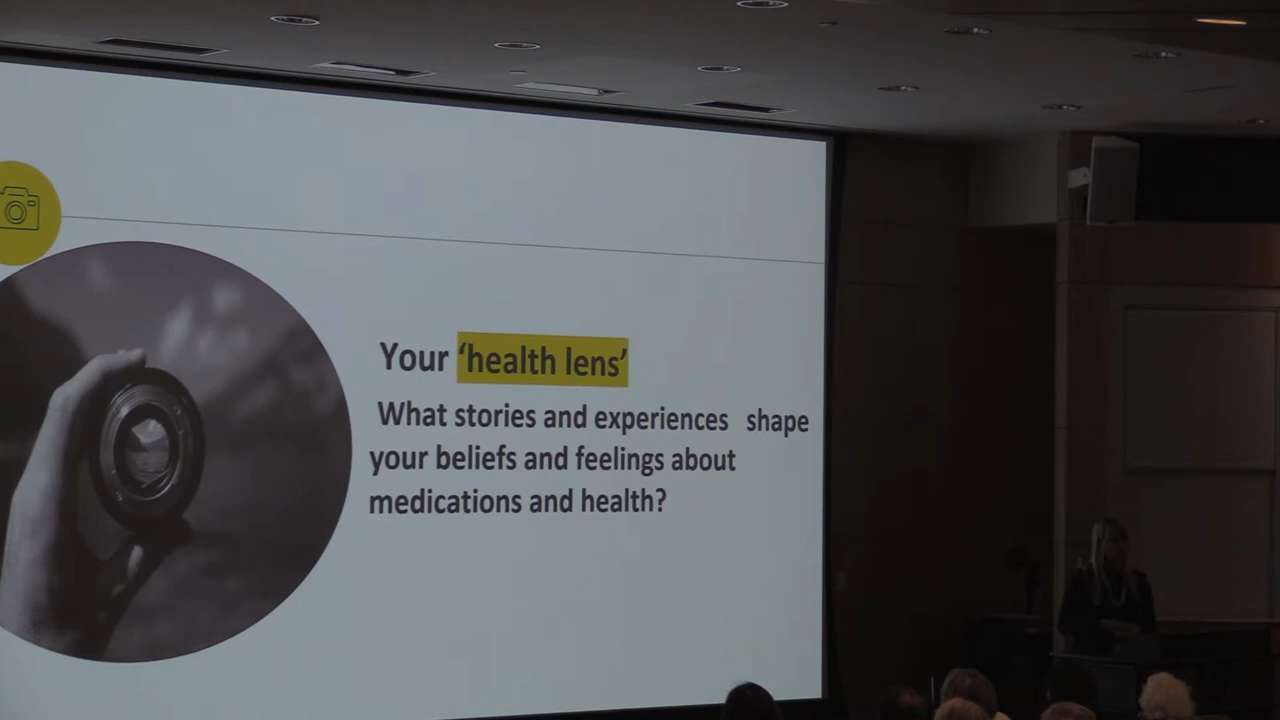 Your ‘health lens’
What stories and experiences shape
your beliefs and feelings about
medications and health?